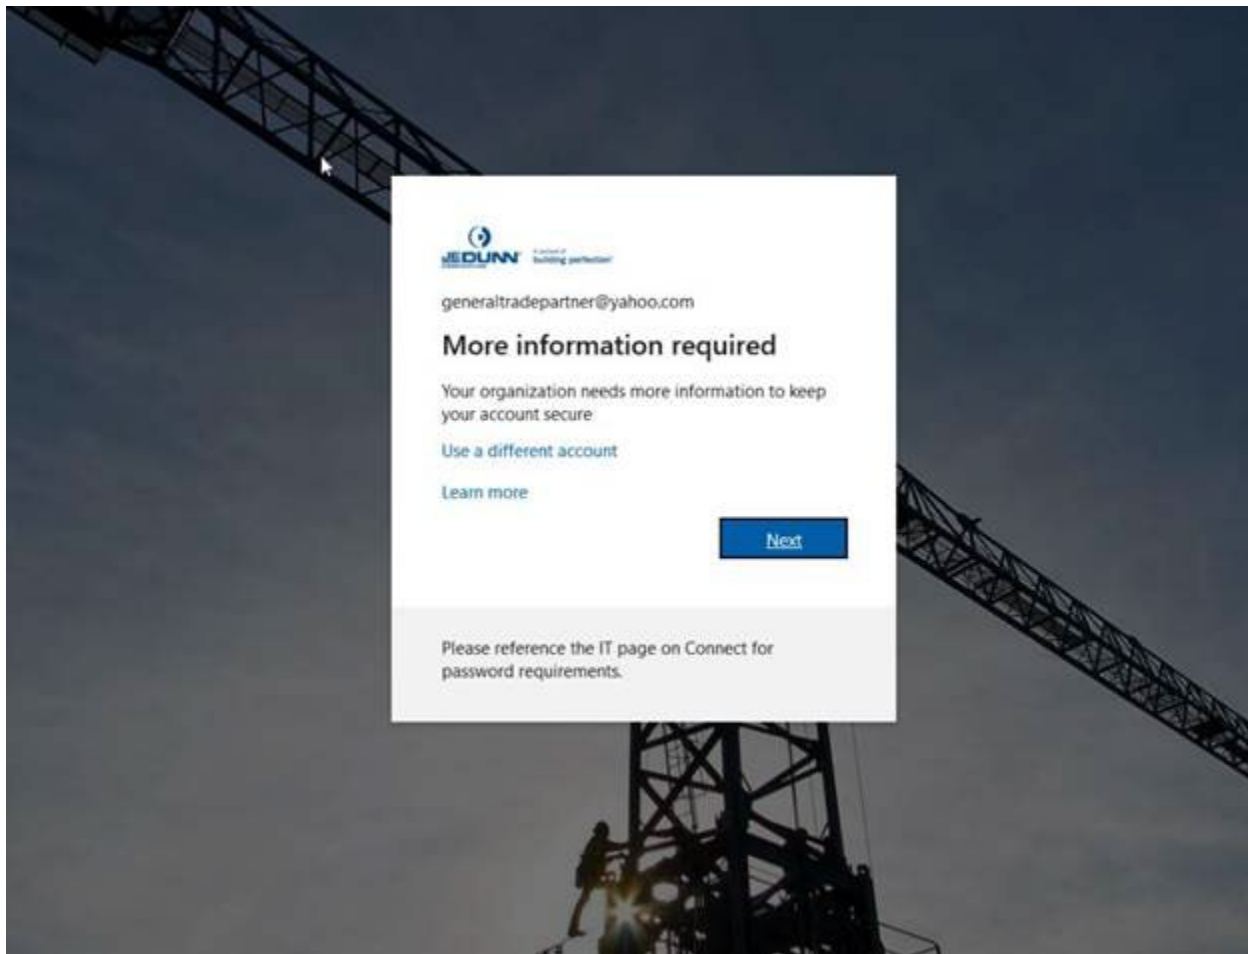 JEDUNN
building perfection
generaltradepartner@yahoo.com
More information required
Your organization needs more information to keep
your account secure
Use a different account
Learn more
Next
Please reference the IT page on Connect for
password requirements.